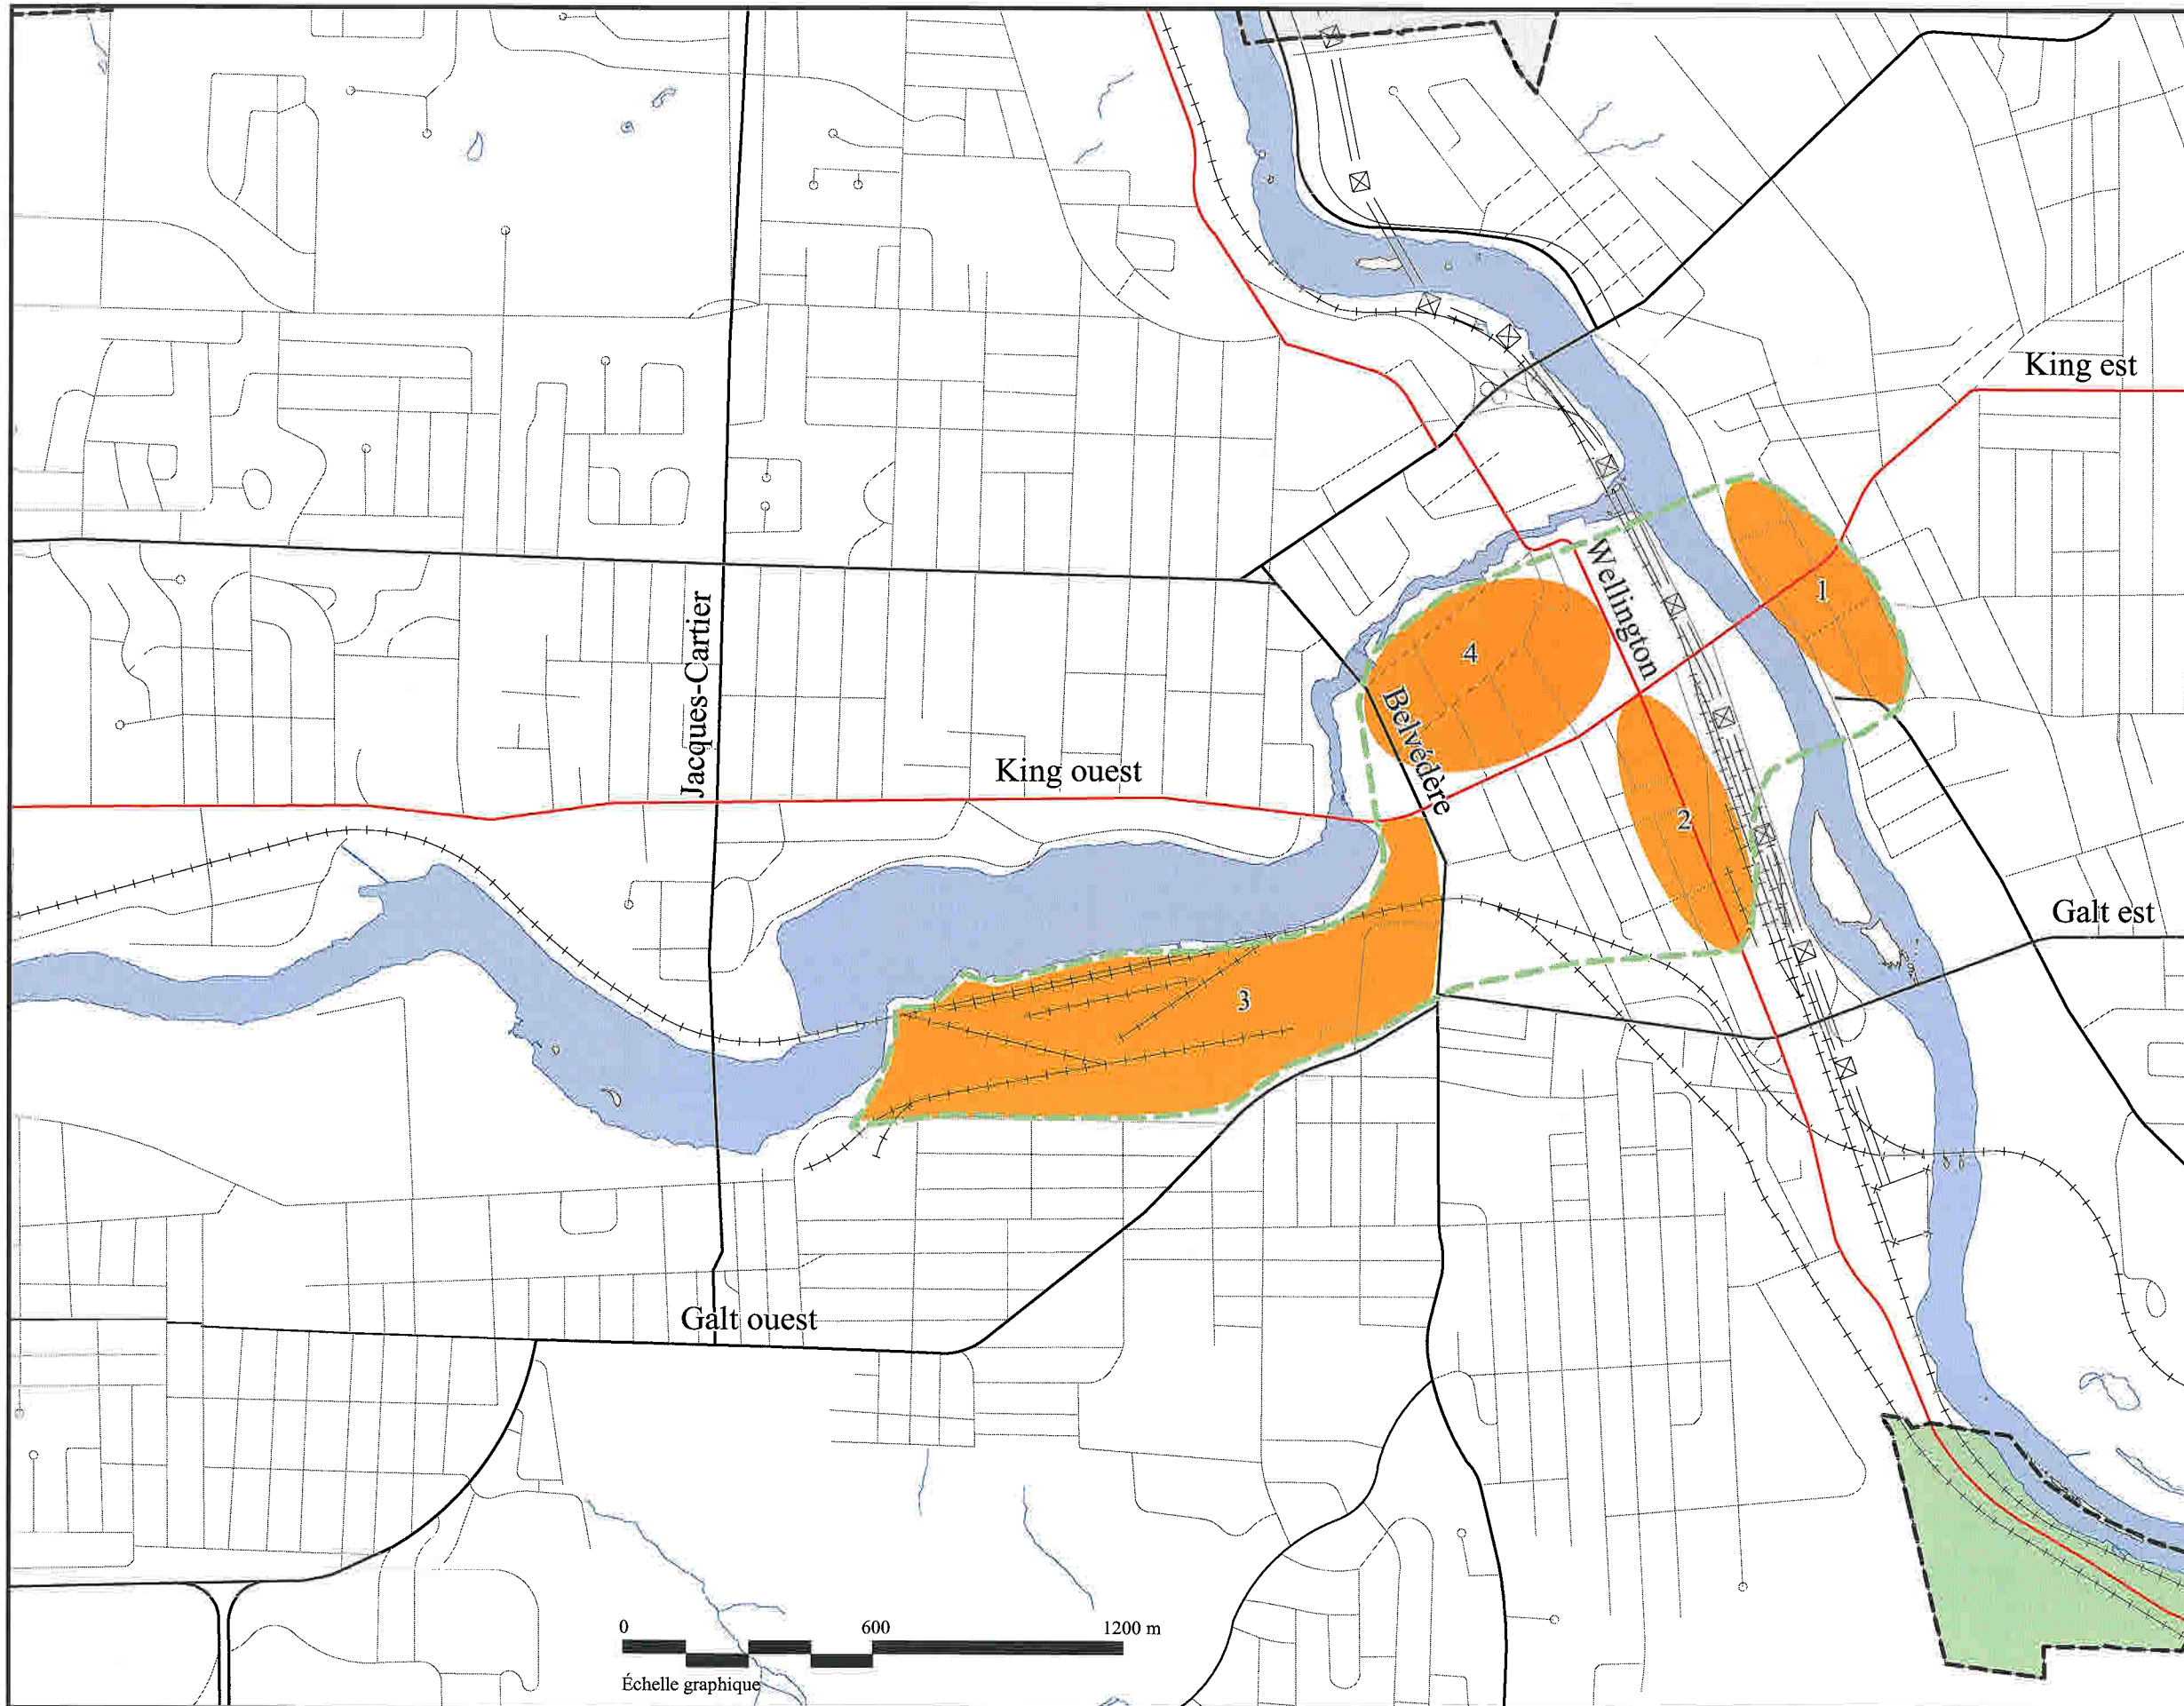 King est
Wellington
1
4
Jacques-Cartier
Belvédère
King ouest
2
Galt est
3
Galt ouest
0 600 1200 m
Échelle graphique